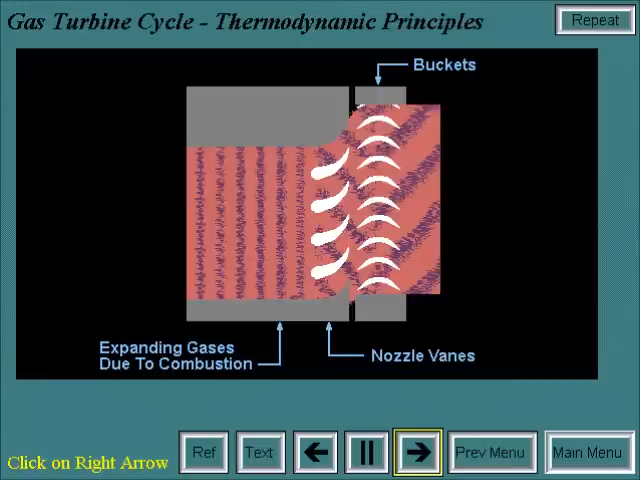 Gas Turbine Cycle - Thermodynamic Principles
Repeat
Buckets
Expanding Gases
Due To Combustion
Nozzle Vanes
Click on Right Arrow
Ref
Text
Prev Menu
Main Menu